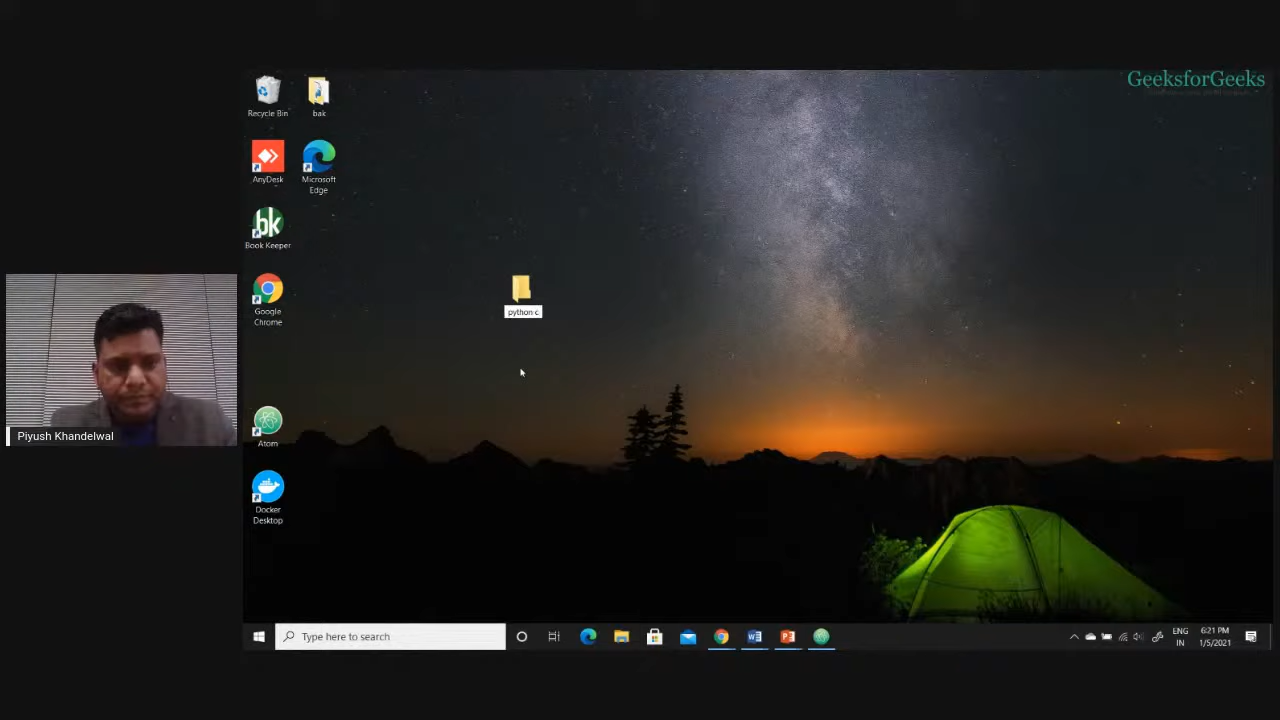 GeeksforGeeks
Recycle Bin
bak
AnyDesk
Microsoft
Edge
bk
Book Keeper
Google
Chrome
python c
Piyush Khandelwal
Atom
Docker
Desktop
Type here to search
ENG
IN
6:21 PM
1/5/2021